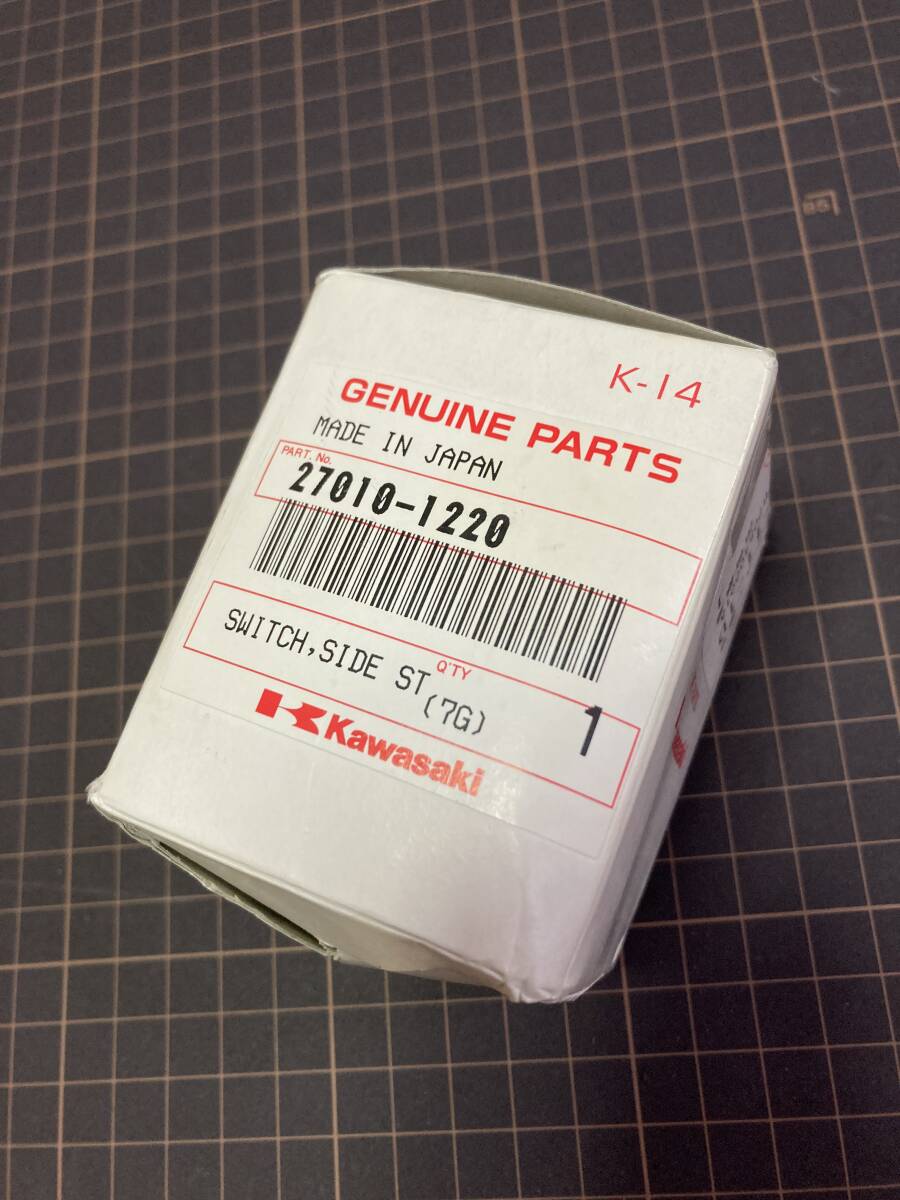 K-14
GENUINE PARTS
MADE IN JAPAN
PART. No.
27010-1220
SWITCH,SIDE ST
Q'TY
(7G)
1
Kawasaki